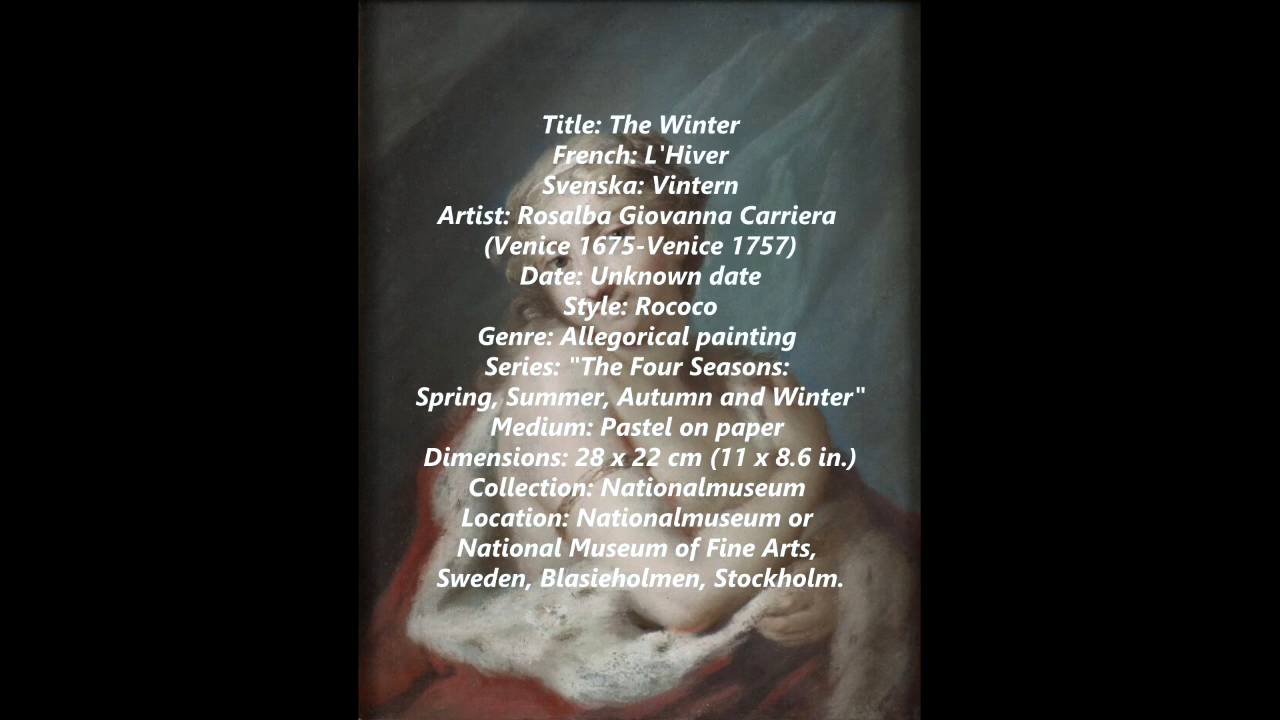 Title: The Winter
French: L'Hiver
Svenska: Vintern
Artist: Rosalba Giovanna Carriera
(Venice 1675-Venice 1757)
Date: Unknown date
Style: Rococo
Genre: Allegorical painting
Series: "The Four Seasons:
Spring, Summer, Autumn and Winter"
Medium: Pastel on paper
Dimensions: 28 x 22 cm (11 x 8.6 in.)
Collection: Nationalmuseum
Location: Nationalmuseum or
National Museum of Fine Arts,
Sweden, Blasieholmen, Stockholm.